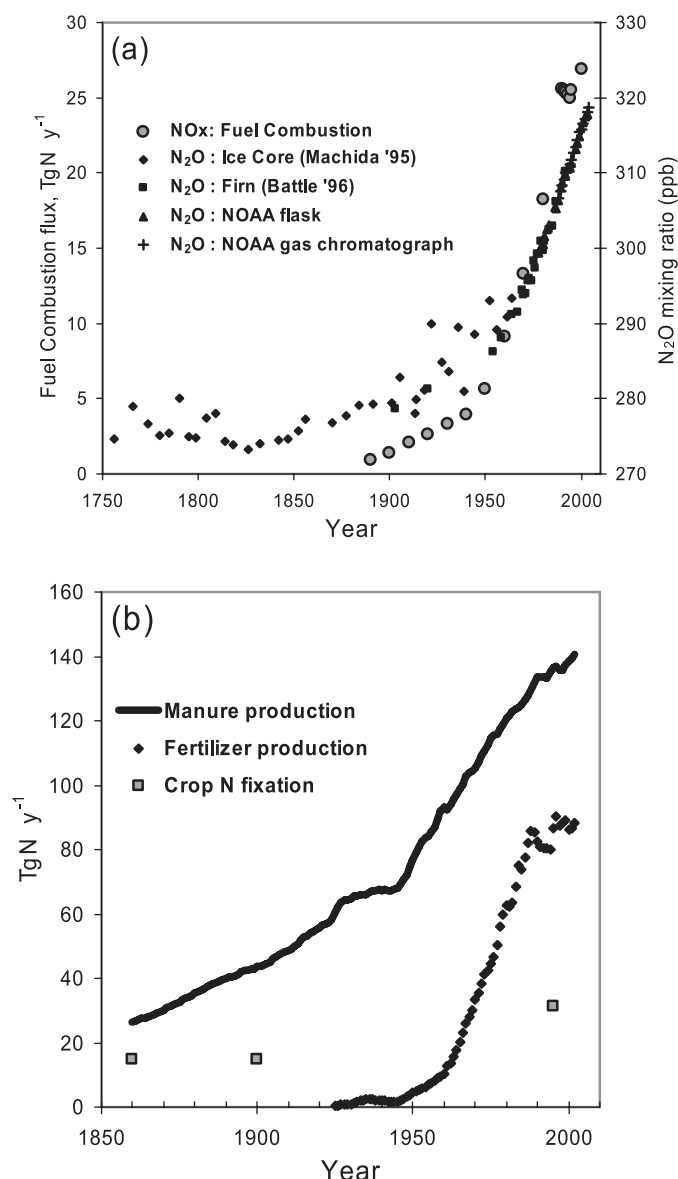 (a)
30
25
20
15
10
5
0
Fuel Combustion flux, TgN y⁻¹
NOx: Fuel Combustion
N₂O : Ice Core (Machida '95)
N₂O : Firn (Battle '96)
N₂O : NOAA flask
N₂O : NOAA gas chromatograph
330
320
310
300
290
280
270
N₂O mixing ratio (ppb)
1750 1800 1850 1900 1950 2000
Year
(b)
160
140
120
100
80
60
40
20
0
TgN y⁻¹
Manure production
Fertilizer production
Crop N fixation
1850 1900 1950 2000
Year